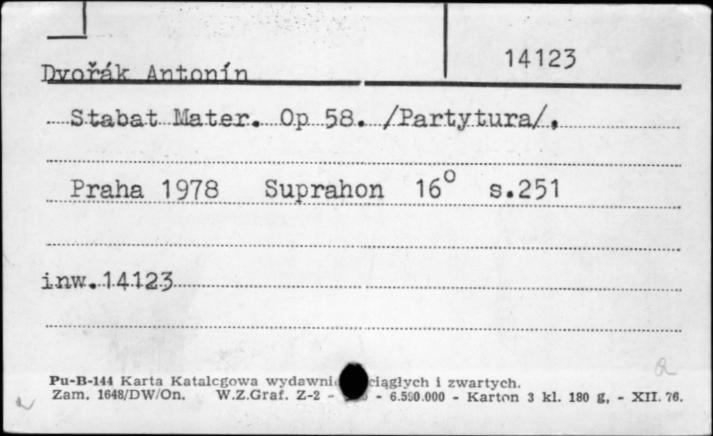 14123
Dvořák Antonín
Stabat Mater. Op 58. /Partytura/.
Praha 1978 Suprahon 16° s.251
inw.14123
Pu-B-144 Karta Katalogowa ciągłych i zwartych.
Zam. 1648/DW/On. W.Z.Graf. Z-2 - - 6.500.000 - Karton 3 kl. 180 g, - XII. 76.